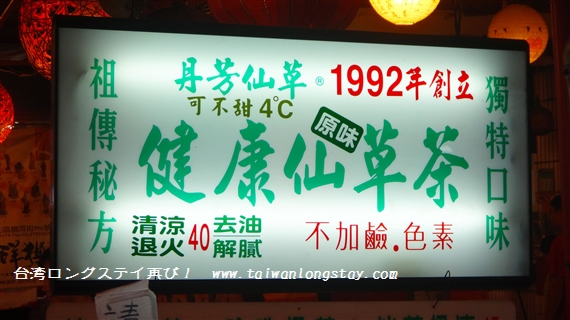 祖傳秘方
丹芳仙草® 1992年創立
可不甜4°C
原味
健康仙草茶
獨特口味
清涼退火 40 去油解膩
不加鹼.色素
台湾ロングステイ再び！ www.taiwanlongstay.com